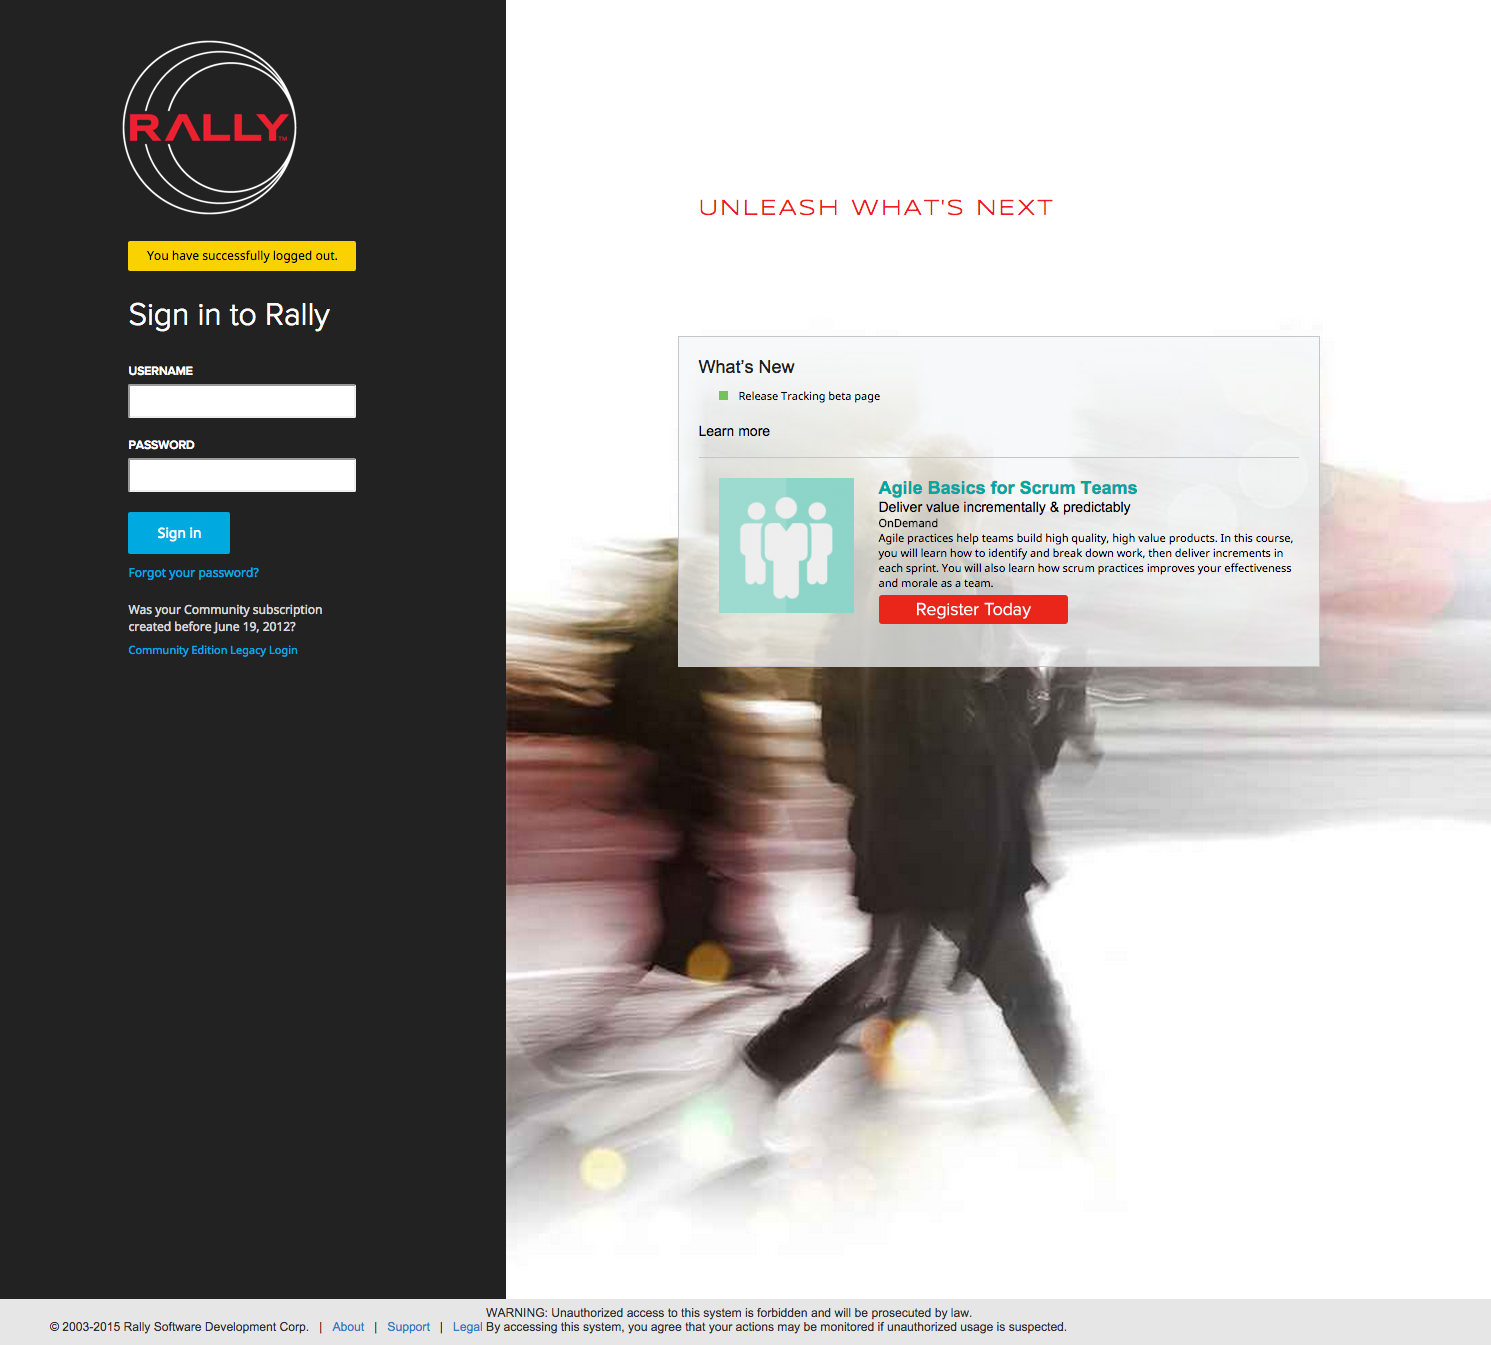 RALLY™
You have successfully logged out.
Sign in to Rally
USERNAME
PASSWORD
Sign in
Forgot your password?
Was your Community subscription
created before June 19, 2012?
Community Edition Legacy Login
UNLEASH WHAT'S NEXT
What's New
Release Tracking beta page
Learn more
Agile Basics for Scrum Teams
Deliver value incrementally & predictably
OnDemand
Agile practices help teams build high quality, high value products. In this course,
you will learn how to identify and break down work, then deliver increments in
each sprint. You will also learn how scrum practices improves your effectiveness
and morale as a team.
Register Today
WARNING: Unauthorized access to this system is forbidden and will be prosecuted by law.
© 2003-2015 Rally Software Development Corp. | About | Support | Legal By accessing this system, you agree that your actions may be monitored if unauthorized usage is suspected.